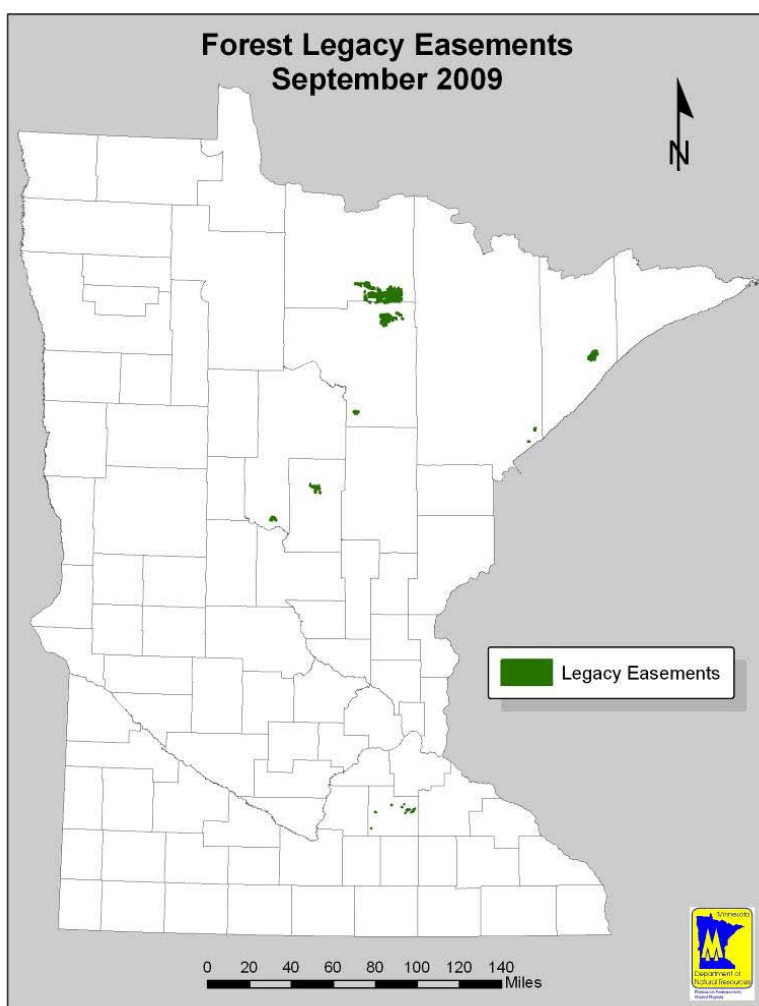 Forest Legacy Easements
September 2009
N
Legacy Easements
0 20 40 60 80 100 120 140
Miles
Minnesota
Department of
Natural Resources